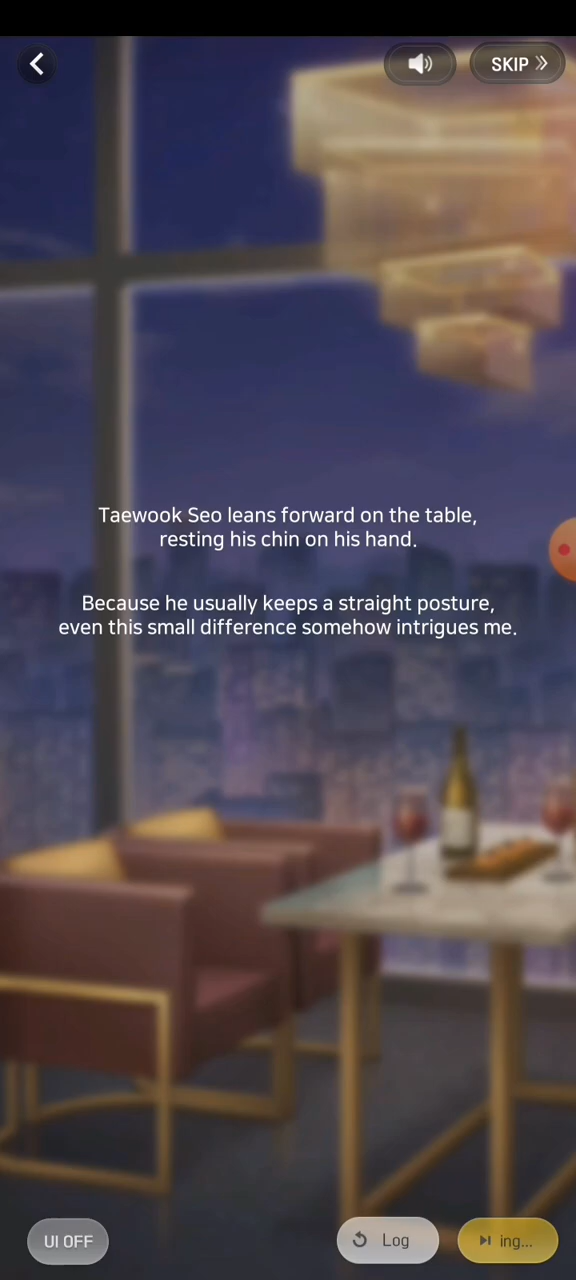 SKIP
Taewook Seo leans forward on the table,
resting his chin on his hand.
Because he usually keeps a straight posture,
even this small difference somehow intrigues me.
UI OFF
Log
ing...